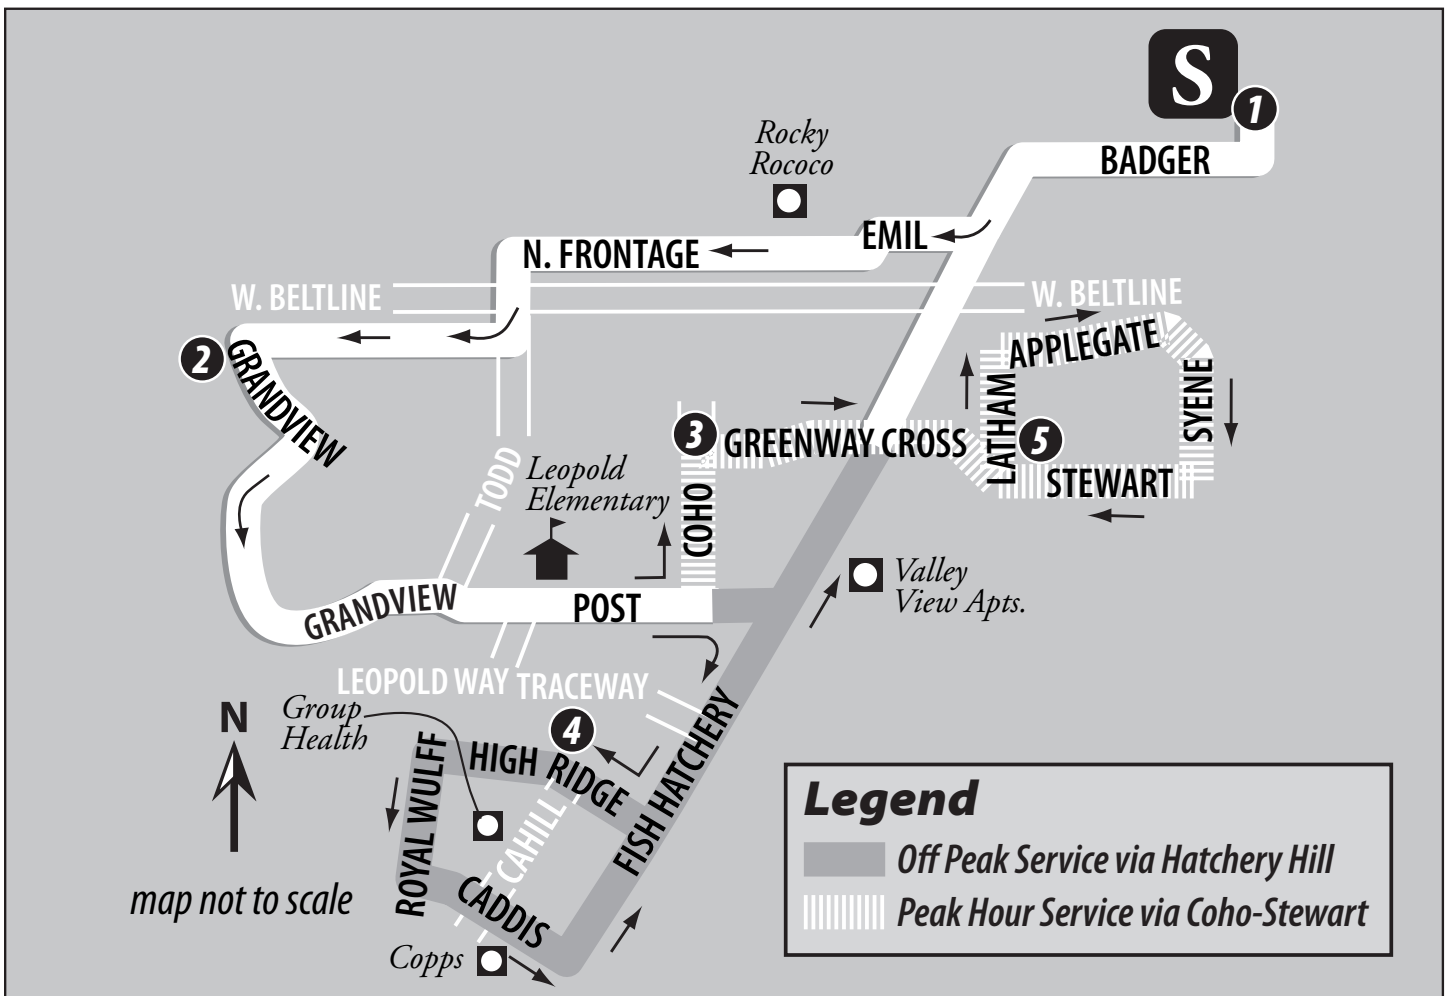 S
1
BADGER
Rocky
Rococo
EMIL
N. FRONTAGE
W. BELTLINE
W. BELTLINE
APPLEGATE
2
GRANDVIEW
LATHAM
SYENE
3
GREENWAY CROSS
5
STEWART
TODD
Leopold
Elementary
COHO
Valley
View Apts.
GRANDVIEW
POST
LEOPOLD WAY
TRACEWAY
N
Group
Health
4
HIGH RIDGE
FISH HATCHERY
ROYAL WULFF
CAHILL
CADDIS
Copps
map not to scale
Legend
Off Peak Service via Hatchery Hill
Peak Hour Service via Coho-Stewart